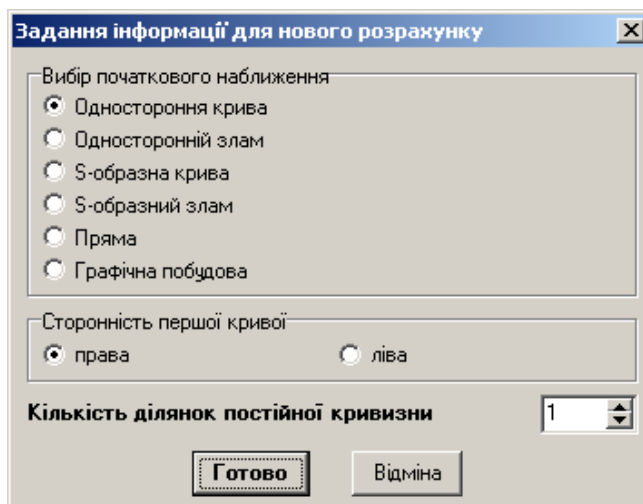 Задання інформації для нового розрахунку
Вибір початкового наближення
Одностороння крива
Односторонній злам
S-образна крива
S-образний злам
Пряма
Графічна побудова
Сторонність першої кривої
права ліва
Кількість ділянок постійної кривизни 1
Готово Відміна